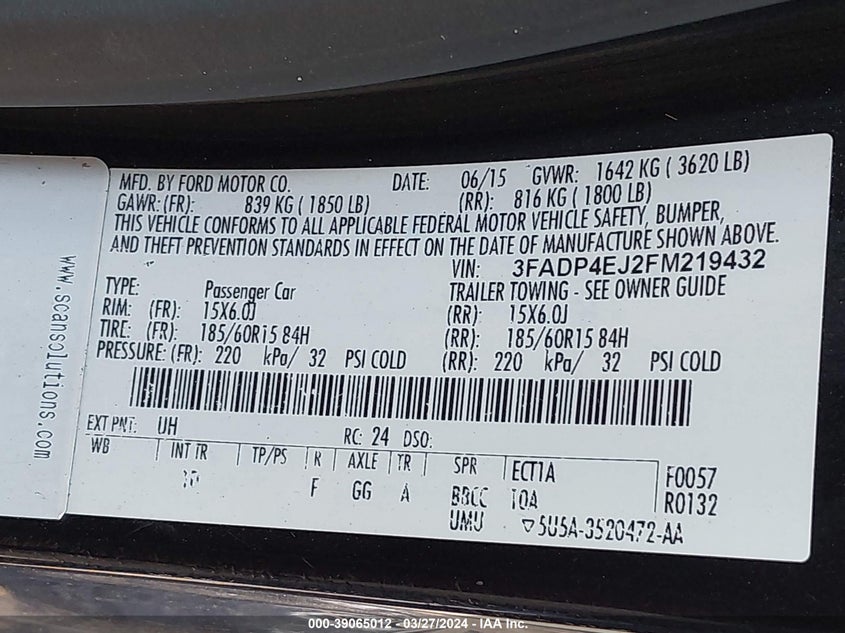 MFD. BY FORD MOTOR CO. DATE: 06/15 GVWR: 1642 KG ( 3620 LB)
GAWR: (FR): 839 KG ( 1850 LB) (RR): 816 KG ( 1800 LB)
THIS VEHICLE CONFORMS TO ALL APPLICABLE FEDERAL MOTOR VEHICLE SAFETY, BUMPER,
AND THEFT PREVENTION STANDARDS IN EFFECT ON THE DATE OF MANUFACTURE SHOWN ABOVE.
VIN: 3FADP4EJ2FM219432
TYPE: Passenger Car TRAILER TOWING - SEE OWNER GUIDE
RIM: (FR): 15X6.0J (RR): 15X6.0J
TIRE: (FR): 185/60R15 84H (RR): 185/60R15 84H
PRESSURE: (FR): 220 kPa/ 32 PSI COLD (RR): 220 kPa/ 32 PSI COLD
EXT PNT: UH RC: 24 DSO:
WB INT TR TP/PS R AXLE TR SPR ECT1A F0057
F GG A BBCC TOA R0132
UMU ▽5U5A-3520472-AA
www.scansolutions.com
000-39065012 - 03/27/2024 - IAA Inc.